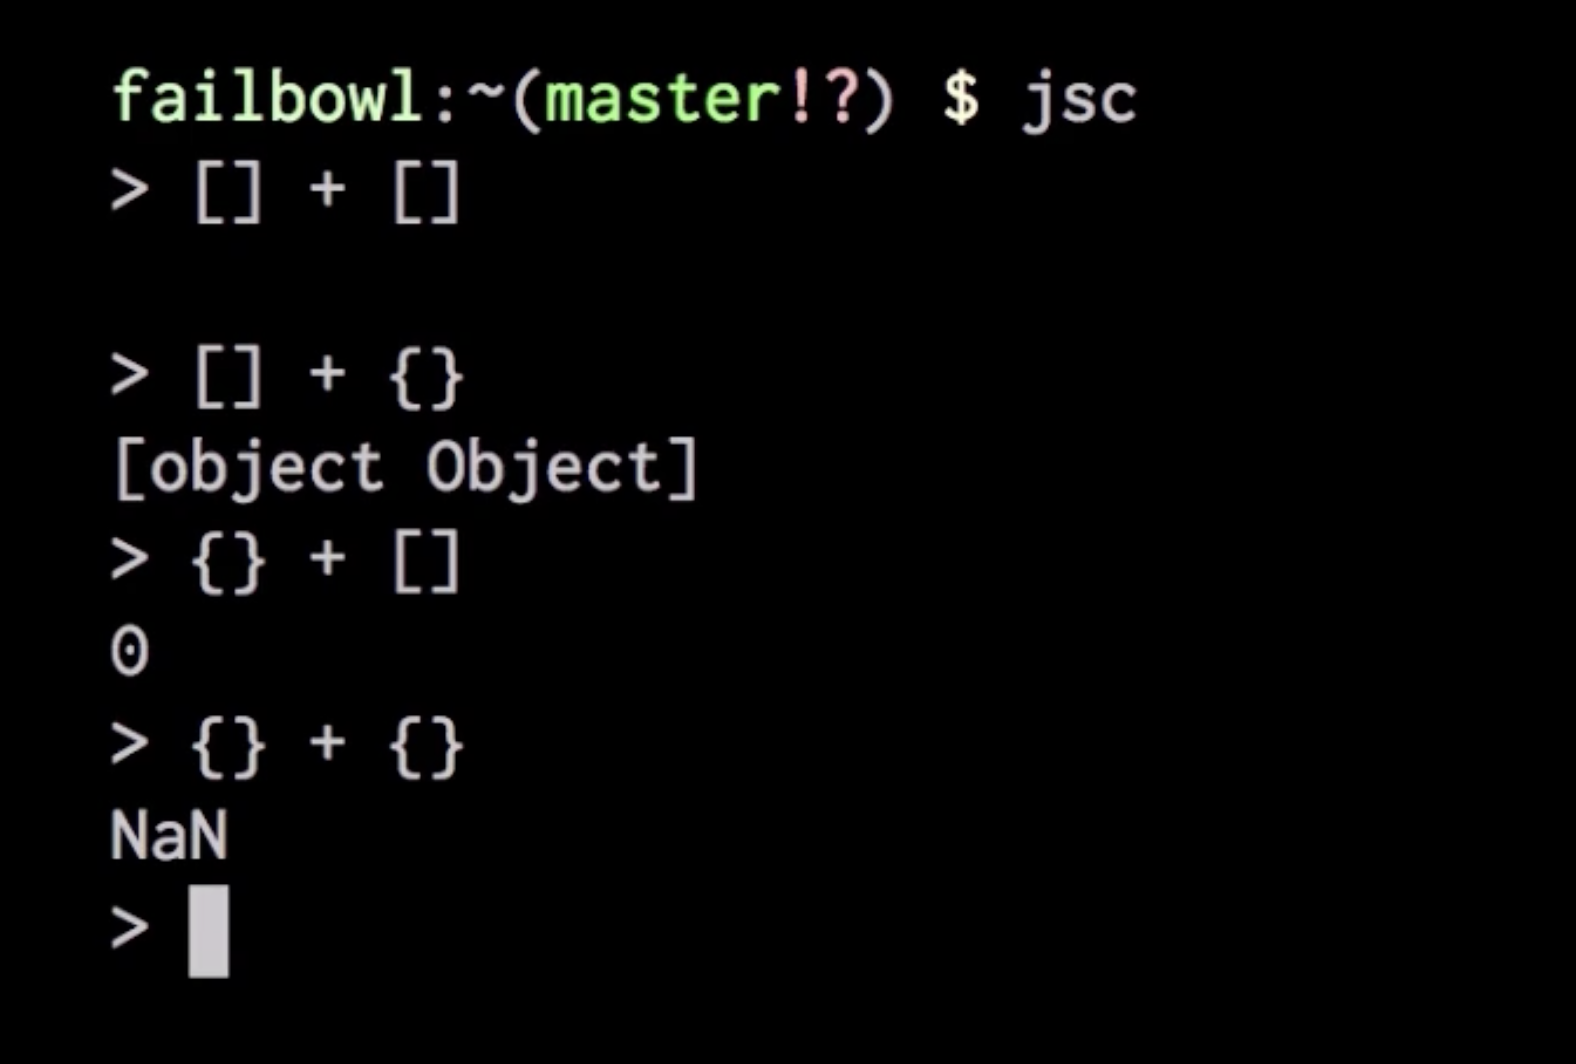 failbowl:~(master!?) $ jsc
> [] + []
> [] + {}
[object Object]
> {} + []
0
> {} + {}
NaN
>